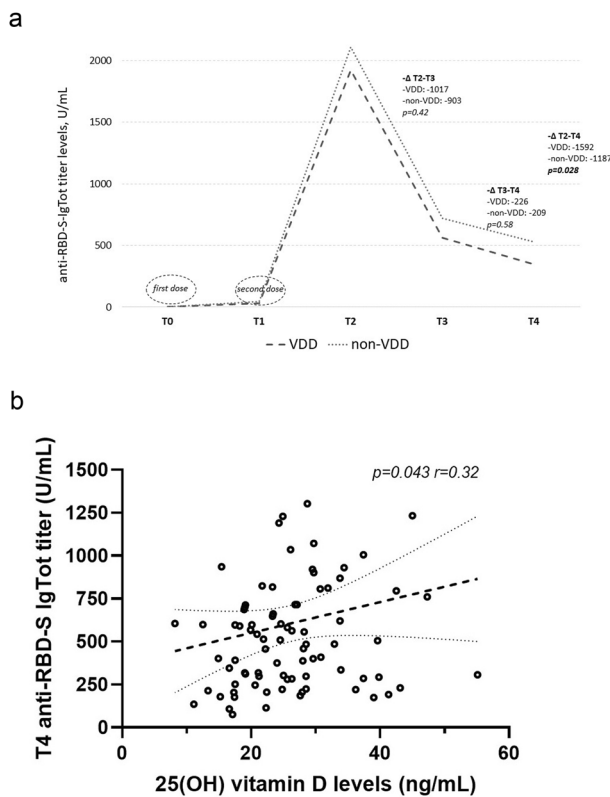 a
2000
1500
1000
500
0
anti-RBD-S-IgTot titer levels, U/mL
-Δ T2-T3
-VDD: -1017
-non-VDD: -903
p=0.42
-Δ T2-T4
-VDD: -1592
-non-VDD: -1187
p=0.028
-Δ T3-T4
-VDD: -226
-non-VDD: -209
p=0.58
first dose
second dose
T0 T1 T2 T3 T4
VDD non-VDD
b
p=0.043 r=0.32
1500
1250
1000
750
500
250
0
T4 anti-RBD-S IgTot titer (U/mL)
0 20 40 60
25(OH) vitamin D levels (ng/mL)